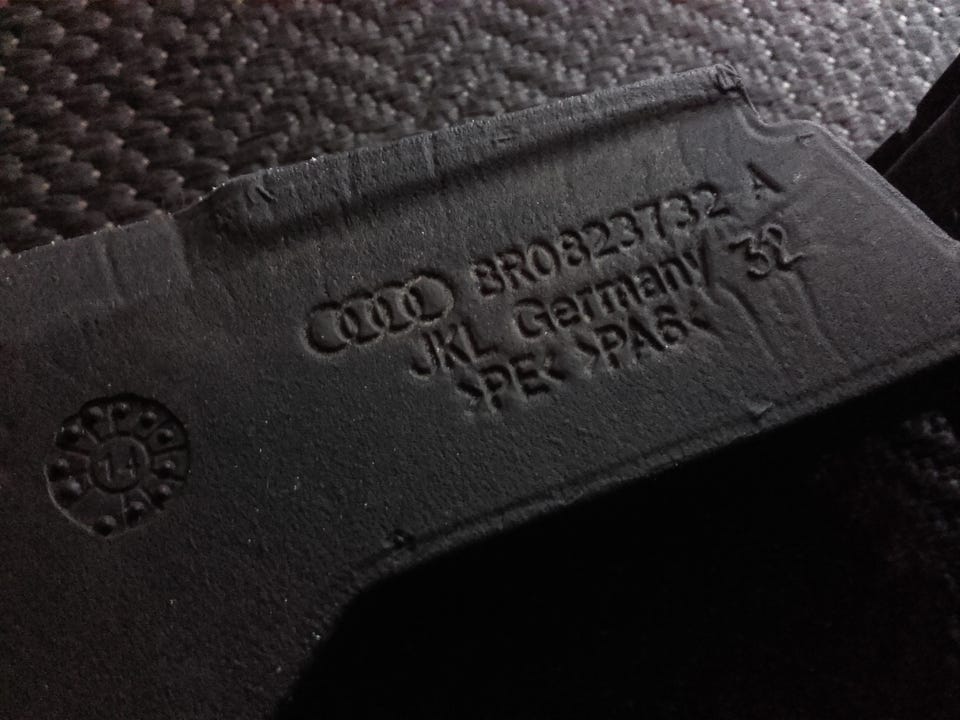 8R0823732 A
JKL Germany 32
>PE< >PA6<
14